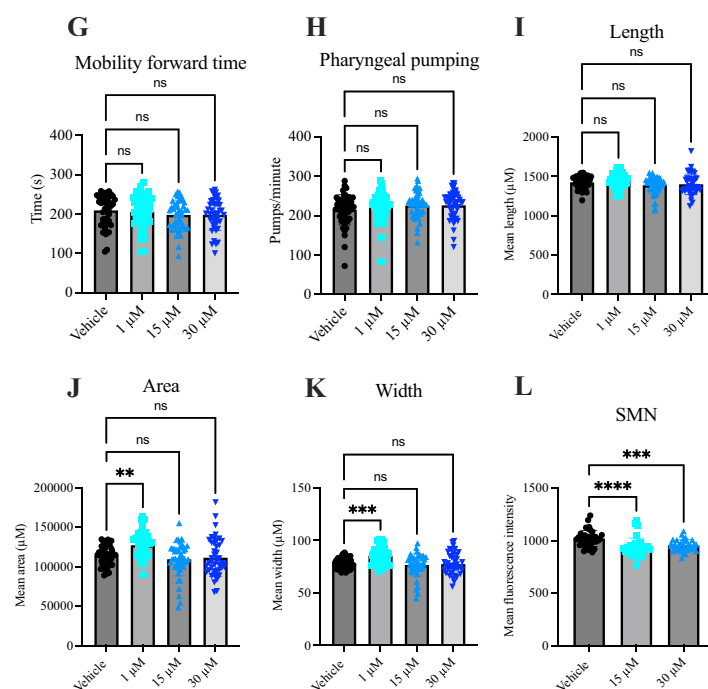 G
Mobility forward time
ns
ns
ns
400
300
200
100
0
Time (s)
Vehicle
1 µM
15 µM
30 µM
H
Pharyngeal pumping
ns
ns
ns
400
300
200
100
0
Pumps/minute
Vehicle
1 µM
15 µM
30 µM
I
Length
ns
ns
ns
2000
1500
1000
500
0
Mean length (µM)
Vehicle
1 µM
15 µM
30 µM
J
Area
ns
ns
**
200000
150000
100000
50000
0
Mean area (µM)
Vehicle
1 µM
15 µM
30 µM
K
Width
ns
ns
***
150
100
50
0
Mean width (µM)
Vehicle
1 µM
15 µM
30 µM
L
SMN
***
****
1500
1000
500
0
Mean fluorescence intensity
Vehicle
15 µM
30 µM